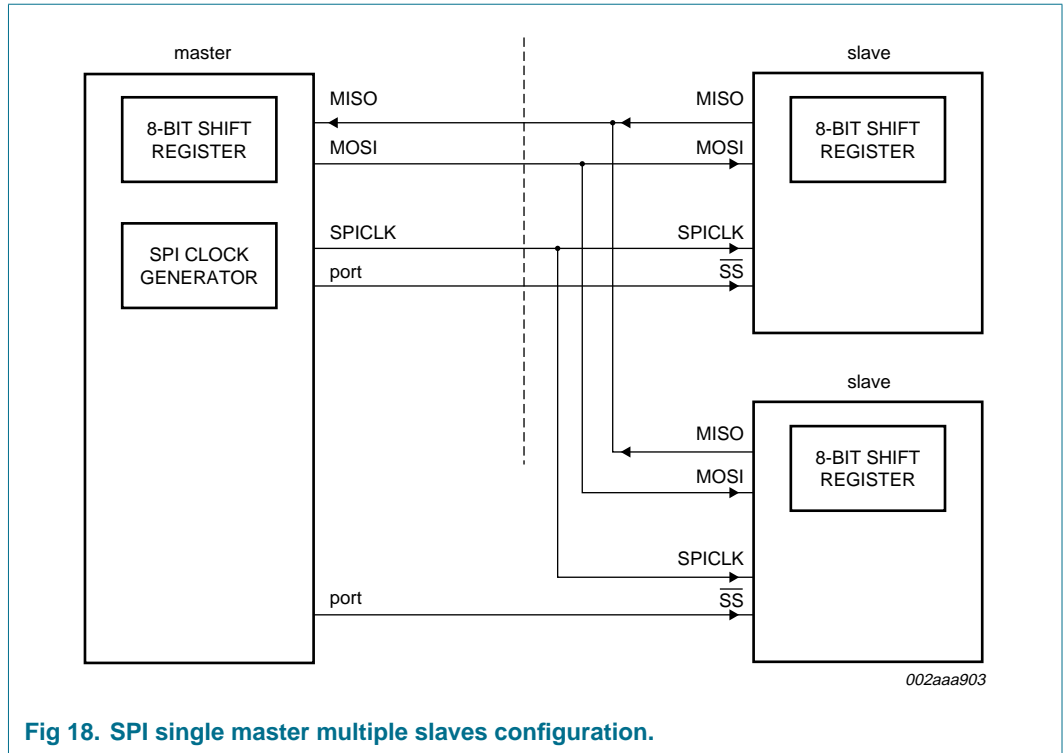 master
slave
MISO
MISO
8-BIT SHIFT
REGISTER
8-BIT SHIFT
REGISTER
MOSI
MOSI
SPICLK
SPICLK
SPI CLOCK
GENERATOR
port
SS
slave
MISO
8-BIT SHIFT
REGISTER
MOSI
SPICLK
port
SS
002aaa903
Fig 18. SPI single master multiple slaves configuration.